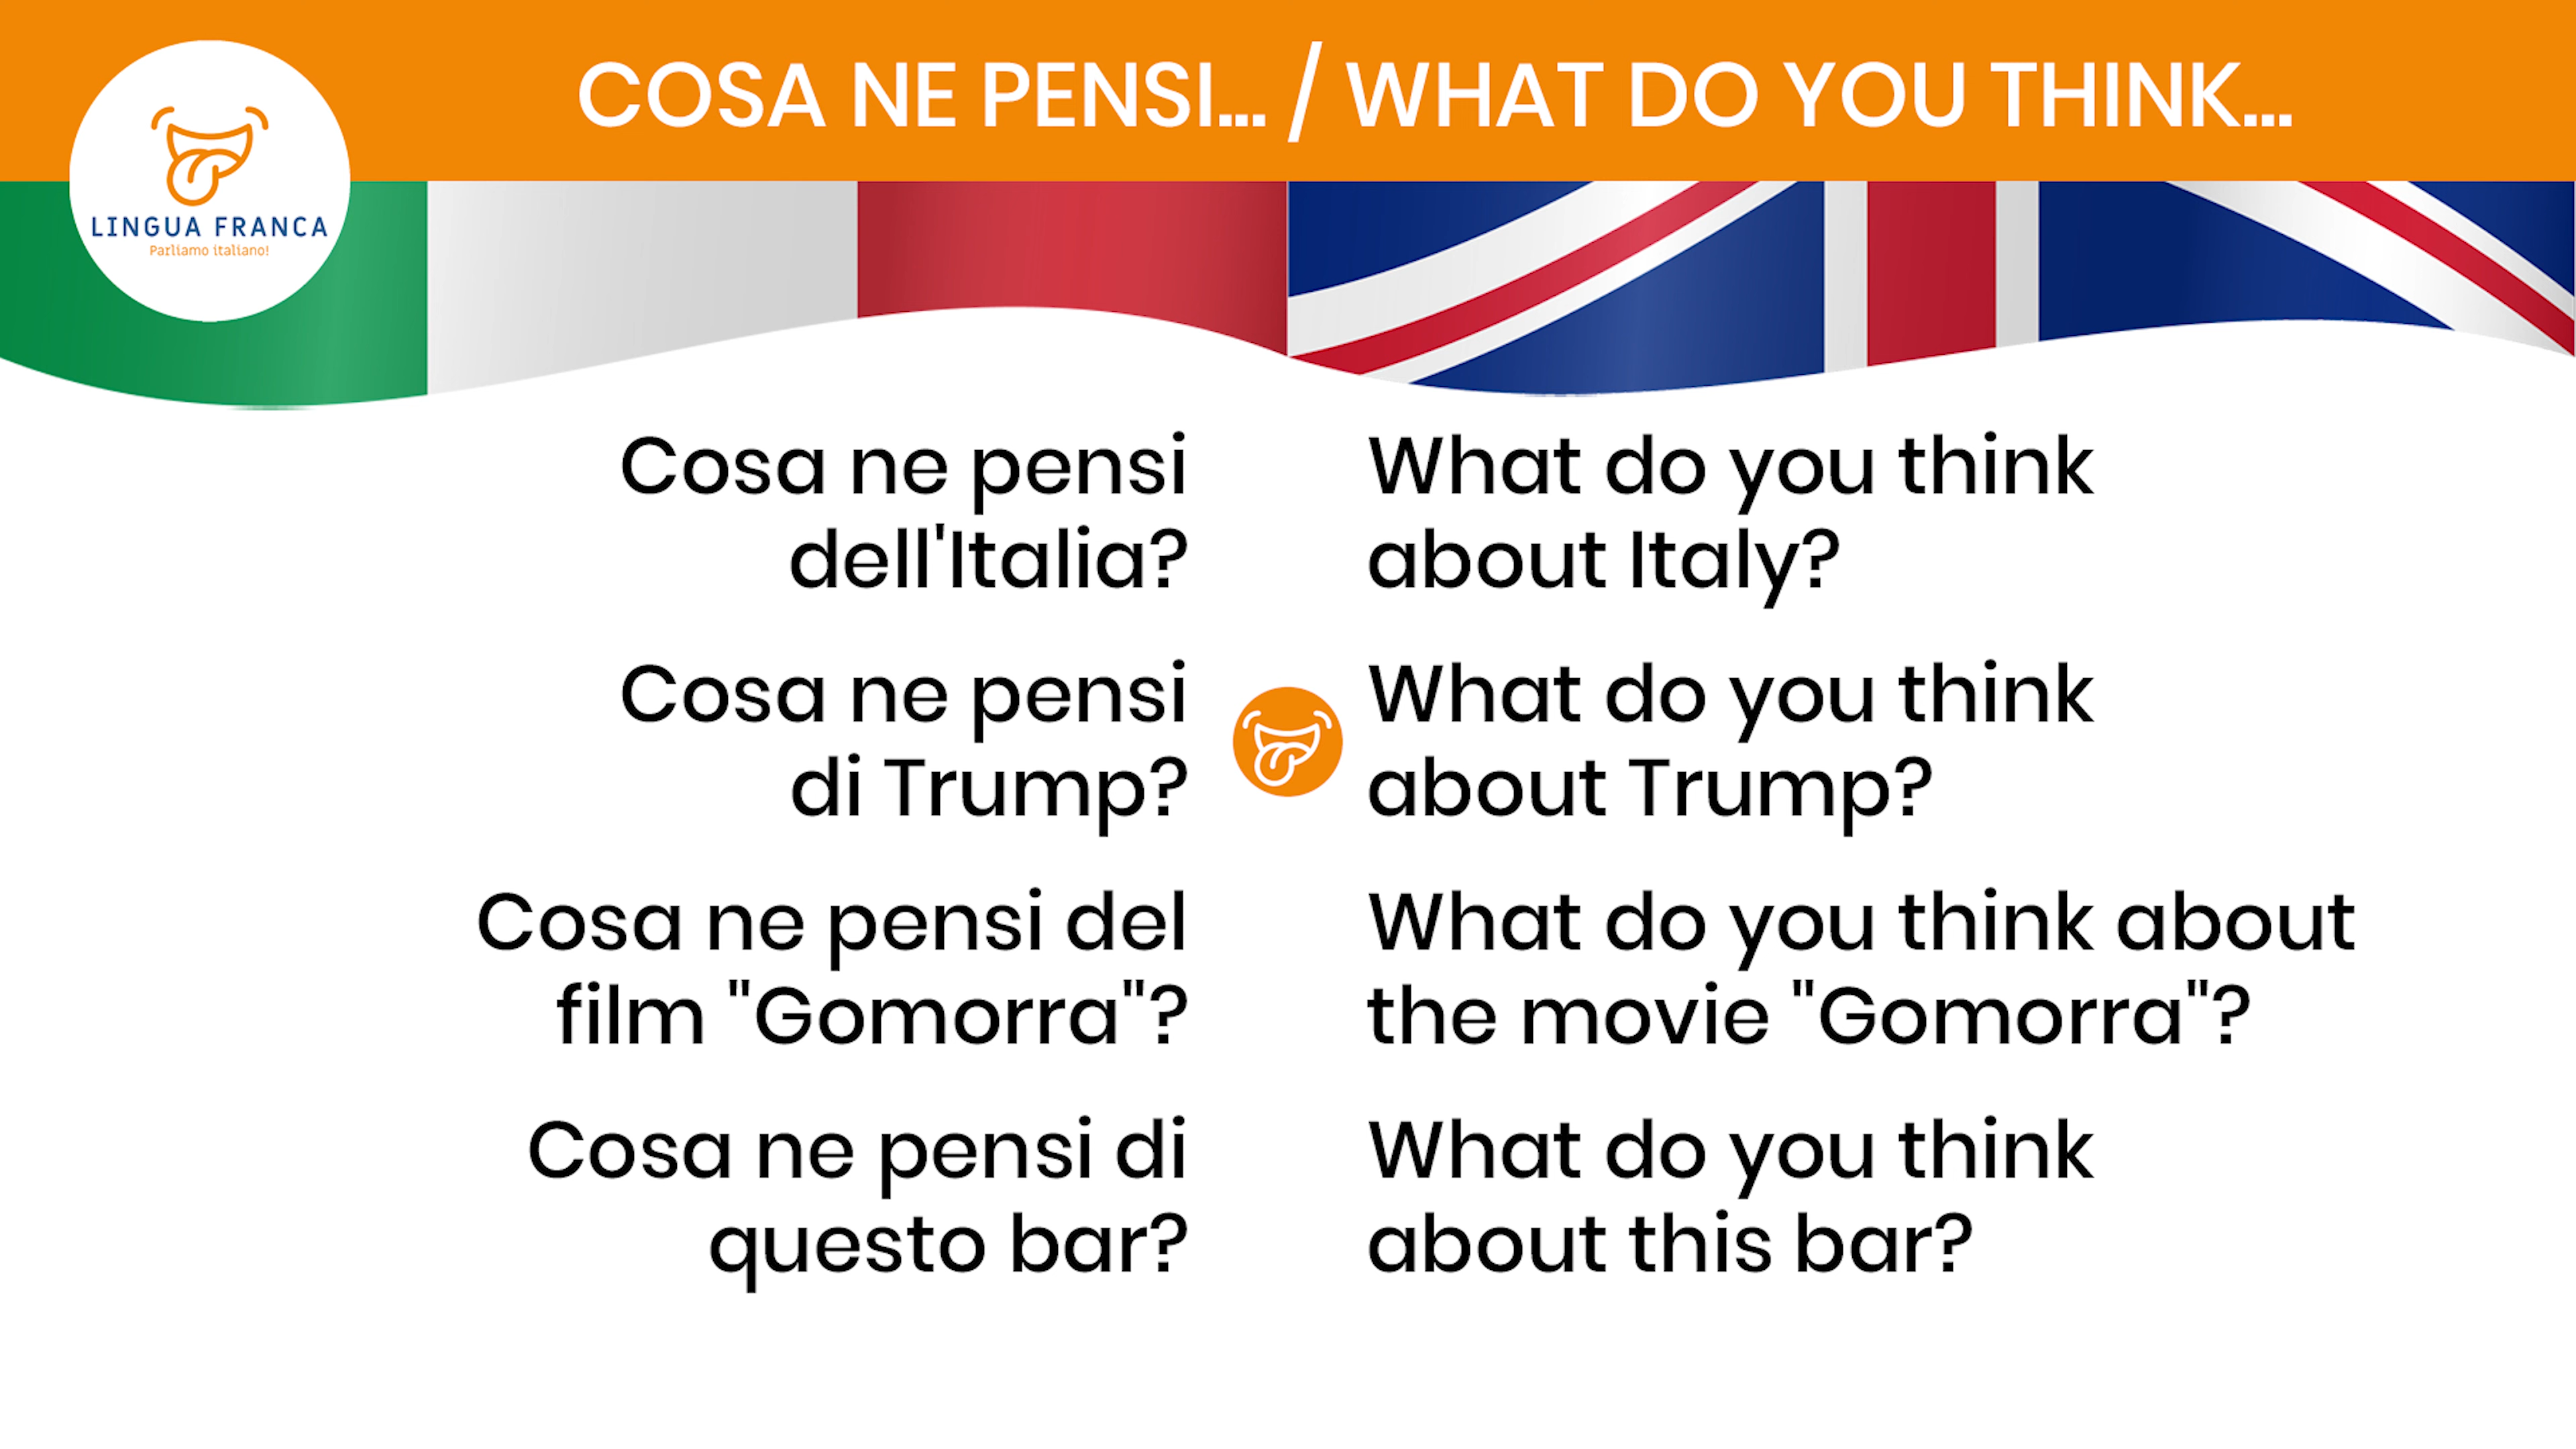 COSA NE PENSI... / WHAT DO YOU THINK...
LINGUA FRANCA
Parliamo italiano!
Cosa ne pensi
dell'Italia?
What do you think
about Italy?
Cosa ne pensi
di Trump?
What do you think
about Trump?
Cosa ne pensi del
film "Gomorra"?
What do you think about
the movie "Gomorra"?
Cosa ne pensi di
questo bar?
What do you think
about this bar?